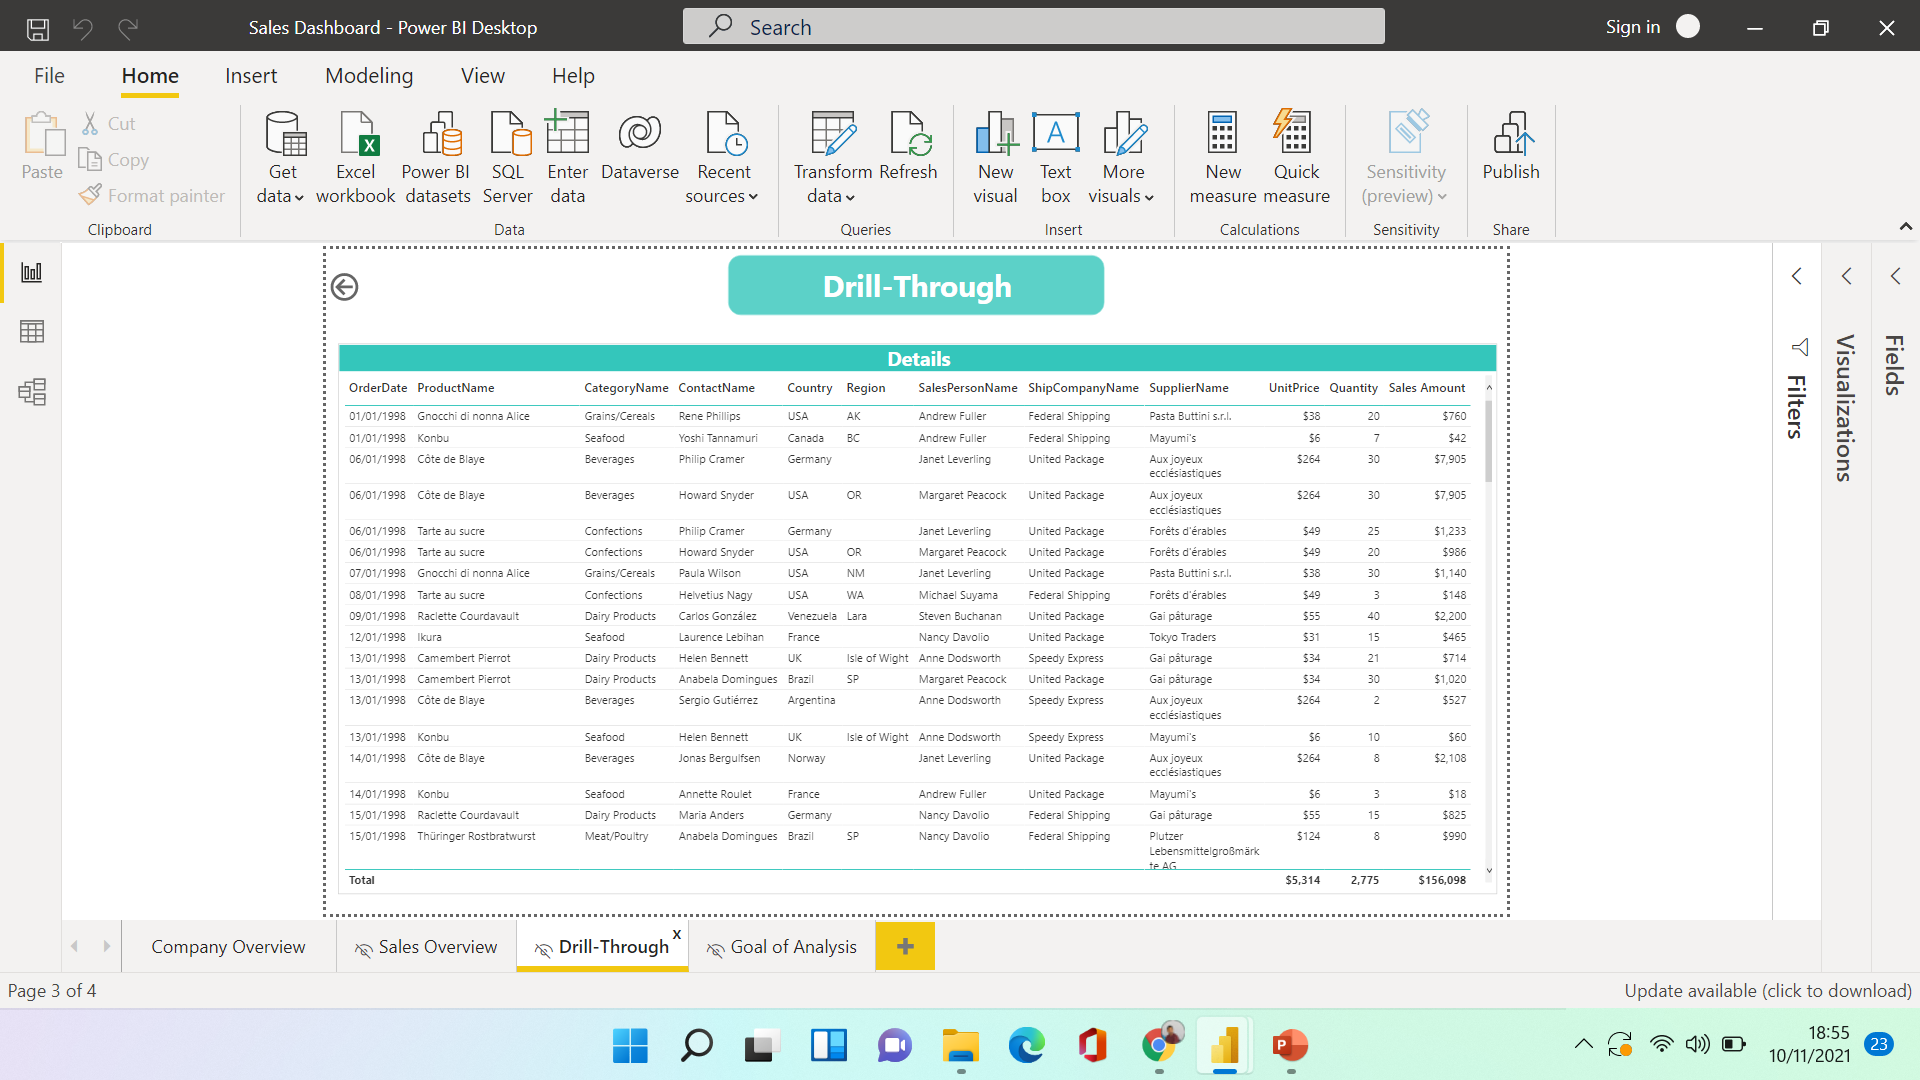 Sales Dashboard - Power BI Desktop
Search
Sign in
File Home Insert Modeling View Help
Paste
Cut
Copy
Format painter
Clipboard
Get data
Excel workbook
Power BI datasets
SQL Server
Enter data
Dataverse
Recent sources
Data
Transform data
Refresh
Queries
New visual
Text box
More visuals
Insert
New measure
Quick measure
Calculations
Sensitivity (preview)
Sensitivity
Publish
Share
Drill-Through
Details
OrderDate ProductName CategoryName ContactName Country Region SalesPersonName ShipCompanyName SupplierName UnitPrice Quantity Sales Amount
01/01/1998 Gnocchi di nonna Alice Grains/Cereals Rene Phillips USA AK Andrew Fuller Federal Shipping Pasta Buttini s.r.l. $38 20 $760
01/01/1998 Konbu Seafood Yoshi Tannamuri Canada BC Andrew Fuller Federal Shipping Mayumi's $6 7 $42
06/01/1998 Côte de Blaye Beverages Philip Cramer Germany Janet Leverling United Package Aux joyeux $264 30 $7,905
ecclésiastiques
06/01/1998 Côte de Blaye Beverages Howard Snyder USA OR Margaret Peacock United Package Aux joyeux $264 30 $7,905
ecclésiastiques
06/01/1998 Tarte au sucre Confections Philip Cramer Germany Janet Leverling United Package Forêts d'érables $49 25 $1,233
06/01/1998 Tarte au sucre Confections Howard Snyder USA OR Margaret Peacock United Package Forêts d'érables $49 20 $986
07/01/1998 Gnocchi di nonna Alice Grains/Cereals Paula Wilson USA NM Janet Leverling United Package Pasta Buttini s.r.l. $38 30 $1,140
08/01/1998 Tarte au sucre Confections Helvetius Nagy USA WA Michael Suyama Federal Shipping Forêts d'érables $49 3 $148
09/01/1998 Raclette Courdavault Dairy Products Carlos González Venezuela Lara Steven Buchanan United Package Gai pâturage $55 40 $2,200
12/01/1998 Ikura Seafood Laurence Lebihan France Nancy Davolio United Package Tokyo Traders $31 15 $465
13/01/1998 Camembert Pierrot Dairy Products Helen Bennett UK Isle of Wight Anne Dodsworth Speedy Express Gai pâturage $34 21 $714
13/01/1998 Camembert Pierrot Dairy Products Anabela Domingues Brazil SP Margaret Peacock United Package Gai pâturage $34 30 $1,020
13/01/1998 Côte de Blaye Beverages Sergio Gutiérrez Argentina Anne Dodsworth Speedy Express Aux joyeux $264 2 $527
ecclésiastiques
13/01/1998 Konbu Seafood Helen Bennett UK Isle of Wight Anne Dodsworth Speedy Express Mayumi's $6 10 $60
14/01/1998 Côte de Blaye Beverages Jonas Bergulfsen Norway Janet Leverling United Package Aux joyeux $264 8 $2,108
ecclésiastiques
14/01/1998 Konbu Seafood Annette Roulet France Andrew Fuller United Package Mayumi's $6 3 $18
15/01/1998 Raclette Courdavault Dairy Products Maria Anders Germany Nancy Davolio Federal Shipping Gai pâturage $55 15 $825
15/01/1998 Thüringer Rostbratwurst Meat/Poultry Anabela Domingues Brazil SP Nancy Davolio Federal Shipping Plutzer $124 8 $990
Lebensmittelgroßmärk
te AG
Total $5,314 2,775 $156,098
Filters
Visualizations
Fields
Company Overview Sales Overview Drill-Through x Goal of Analysis +
Page 3 of 4
Update available (click to download)
18:55
10/11/2021
23